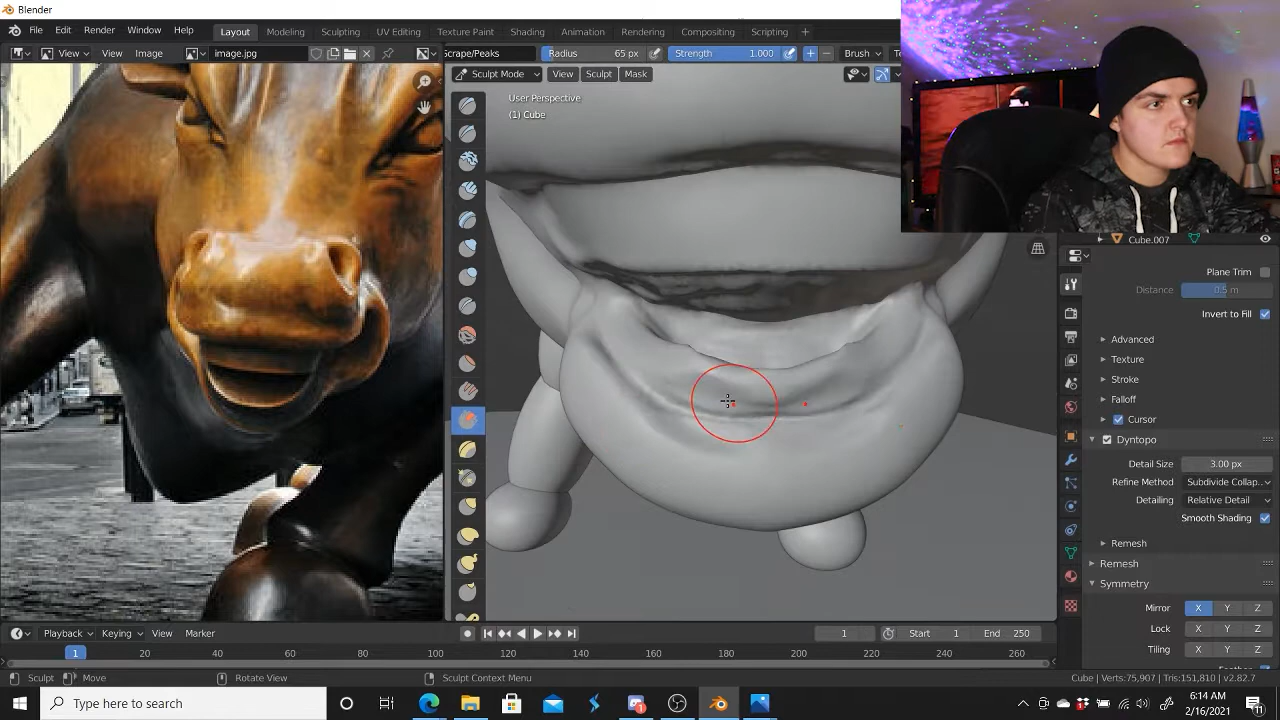 Blender
File Edit Render Window Help Layout Modeling Sculpting UV Editing Texture Paint Shading Animation Rendering Compositing Scripting +
View View Image image.jpg Scrape/Peaks Radius 65 px Strength 1.000 Brush
Sculpt Mode View Sculpt Mask
User Perspective
(1) Cube
Cube.007
Plane Trim
Distance 0.5 m
Invert to Fill
Advanced
Texture
Stroke
Falloff
Cursor
Dyntopo
Detail Size 3.00 px
Refine Method Subdivide Collap..
Detailing Relative Detail
Smooth Shading
Remesh
Remesh
Symmetry
Mirror X Y Z
Lock X Y Z
Tiling X Y Z
Playback Keying View Marker 1 Start 1 End 250
1 20 40 60 80 100 120 140 160 180 200 220 240 260
Sculpt Move Rotate View Sculpt Context Menu Cube | Verts:75,907 | Tris:151,810 | v2.82.7
Type here to search
6:14 AM
2/16/2021